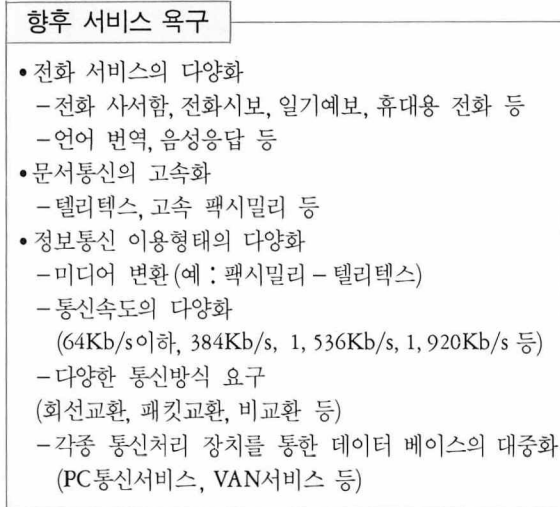 향후 서비스 욕구
• 전화 서비스의 다양화
－전화 사서함, 전화시보, 일기예보, 휴대용 전화 등
－언어 번역, 음성응답 등
• 문서통신의 고속화
－텔리텍스, 고속 팩시밀리 등
• 정보통신 이용형태의 다양화
－미디어 변환(예 : 팩시밀리－텔리텍스)
－통신속도의 다양화
(64Kb/s이하, 384Kb/s, 1, 536Kb/s, 1, 920Kb/s 등)
－다양한 통신방식 요구
(회선교환, 패킷교환, 비교환 등)
－각종 통신처리 장치를 통한 데이터 베이스의 대중화
(PC통신서비스, VAN서비스 등)